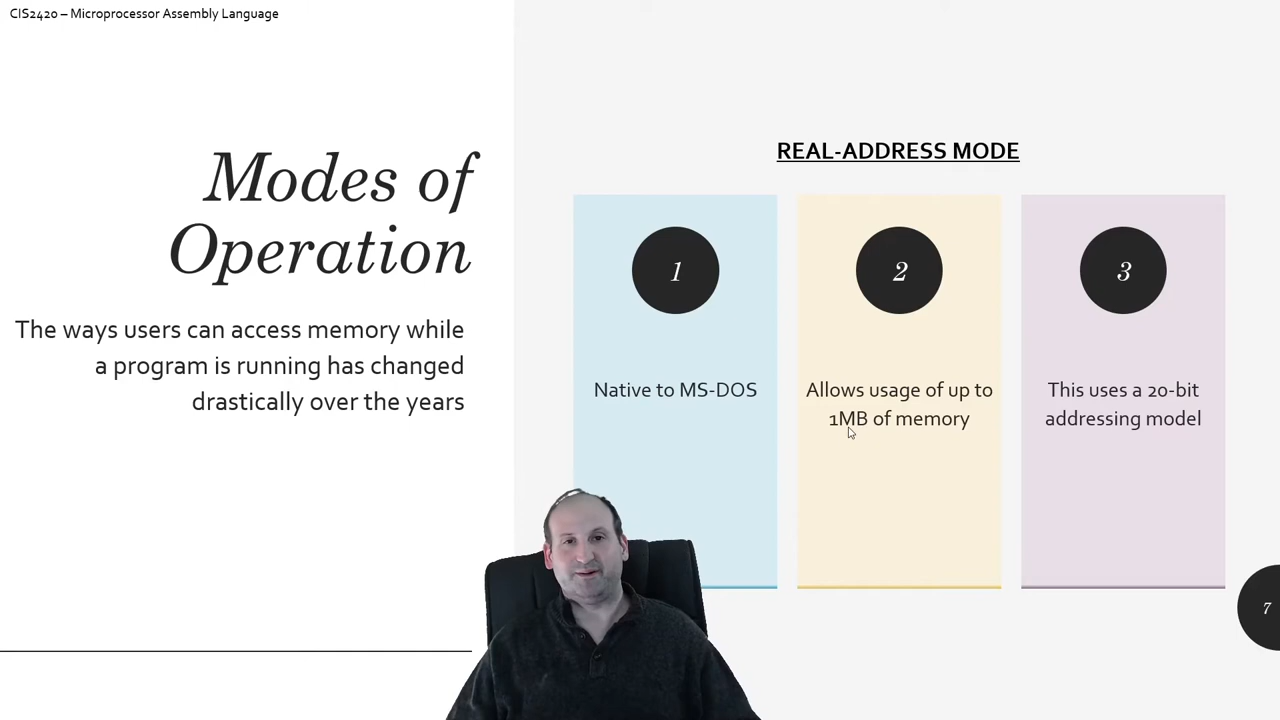 CIS2420 – Microprocessor Assembly Language
Modes of
Operation
The ways users can access memory while
a program is running has changed
drastically over the years
REAL-ADDRESS MODE
1
Native to MS-DOS
2
Allows usage of up to
1MB of memory
3
This uses a 20-bit
addressing model
7